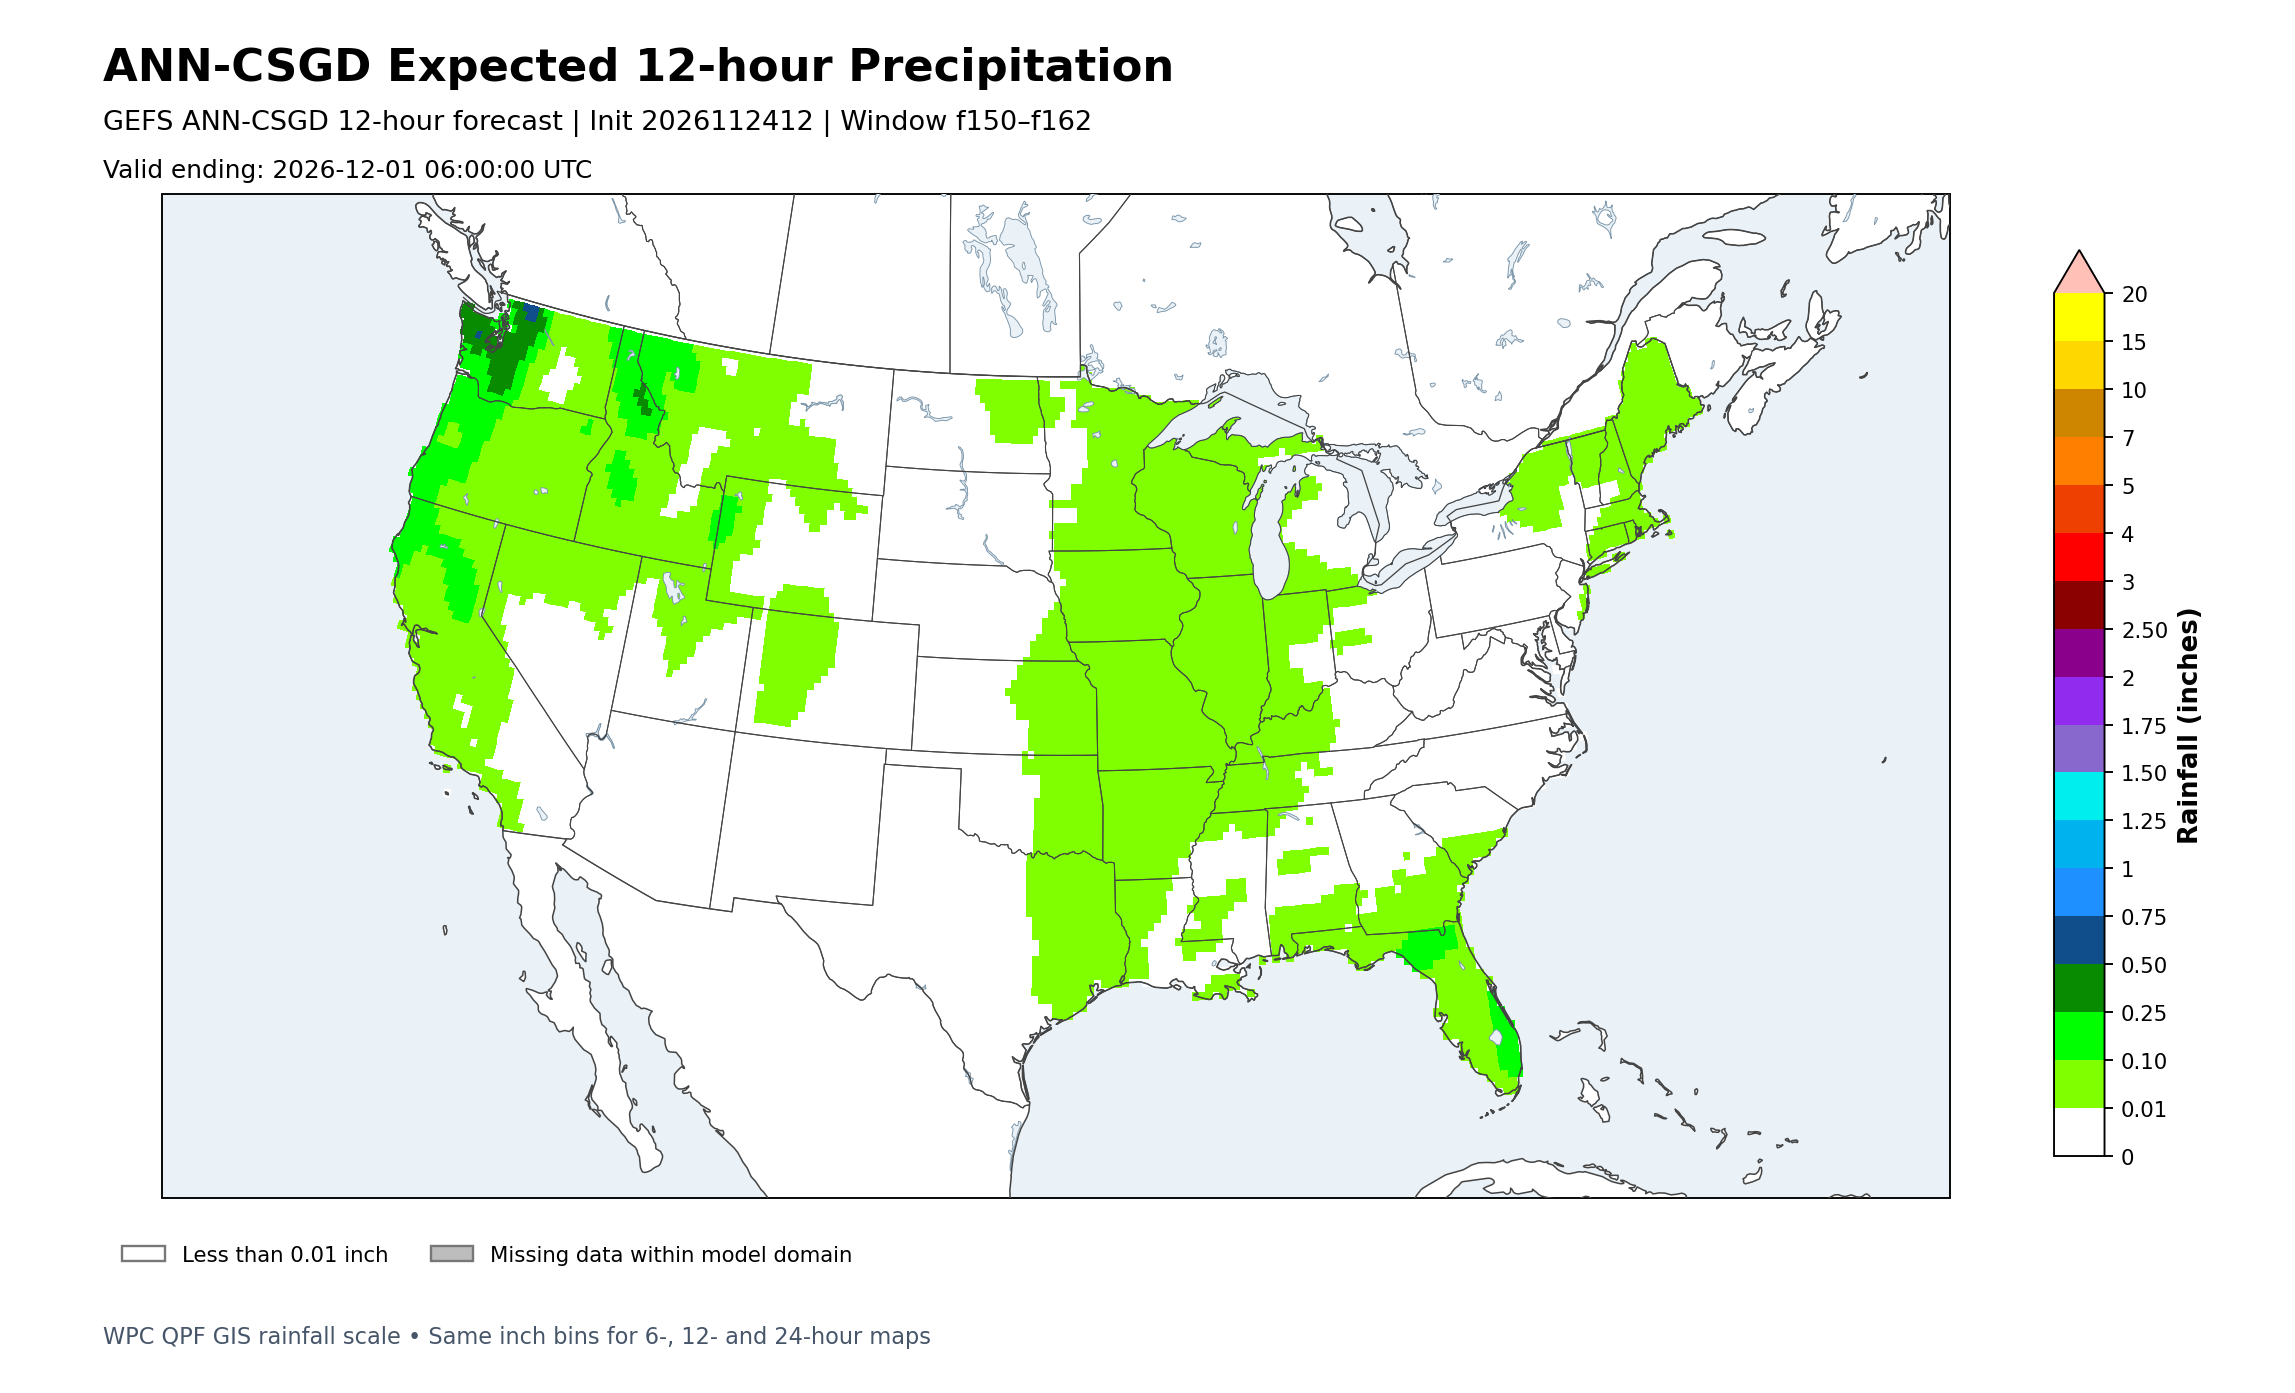 ANN-CSGD Expected 12-hour Precipitation
GEFS ANN-CSGD 12-hour forecast | Init 2026112412 | Window f150–f162
Valid ending: 2026-12-01 06:00:00 UTC
20
15
10
7
5
4
3
2.50
2
1.75
1.50
1.25
1
0.75
0.50
0.25
0.10
0.01
0
Rainfall (inches)
Less than 0.01 inch
Missing data within model domain
WPC QPF GIS rainfall scale • Same inch bins for 6-, 12- and 24-hour maps